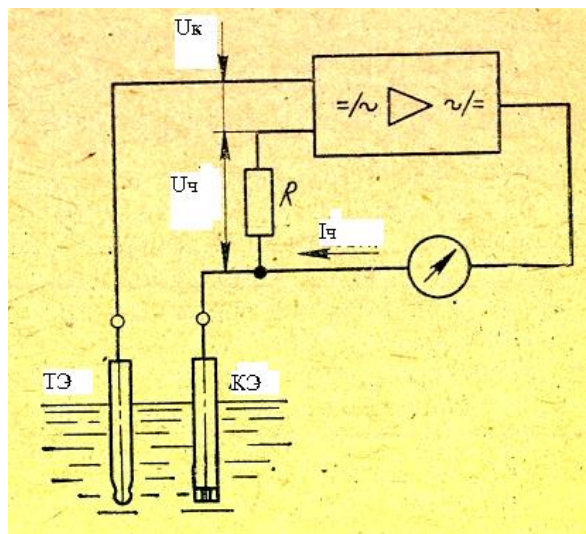 Uк
=/~ ▷ ~/=
Uч
R
Iч
ТЭ
КЭ